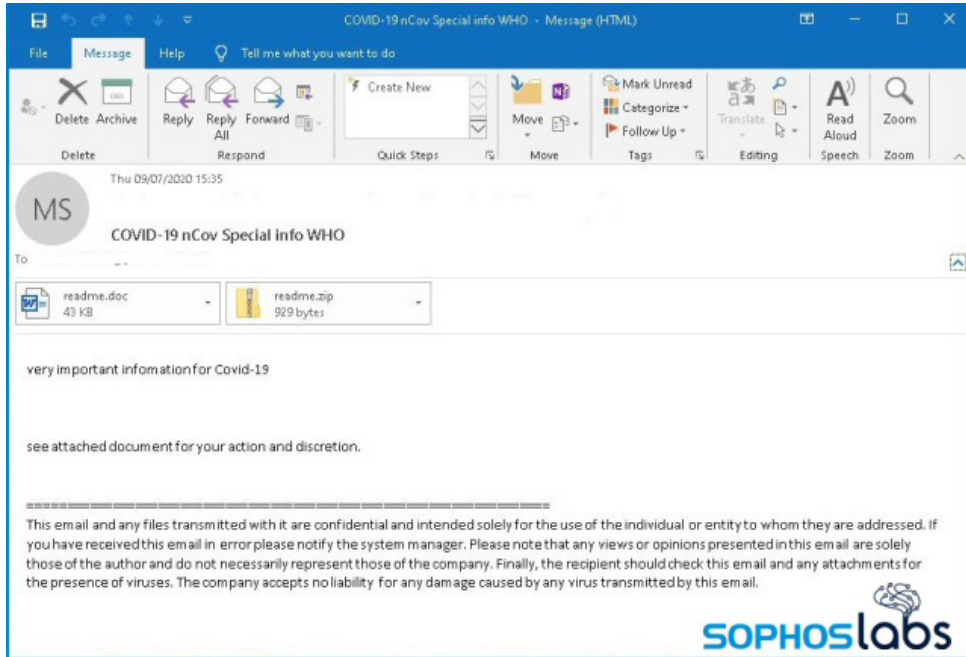 COVID-19 nCov Special info WHO - Message (HTML)
File Message Help Tell me what you want to do
Delete Archive Reply Reply All Forward Create New Move Mark Unread Categorize Follow Up Translate Read Aloud Zoom
Delete Respond Quick Steps Move Tags Editing Speech Zoom
Thu 09/07/2020 15:35
MS
COVID-19 nCov Special info WHO
To
readme.doc readme.zip
43 KB 929 bytes
very important infomation for Covid-19
see attached document for your action and discretion.
This email and any files transmitted with it are confidential and intended solely for the use of the individual or entity to whom they are addressed. If
you have received this email in error please notify the system manager. Please note that any views or opinions presented in this email are solely
those of the author and do not necessarily represent those of the company. Finally, the recipient should check this email and any attachments for
the presence of viruses. The company accepts no liability for any damage caused by any virus transmitted by this email.
SOPHOSlabs